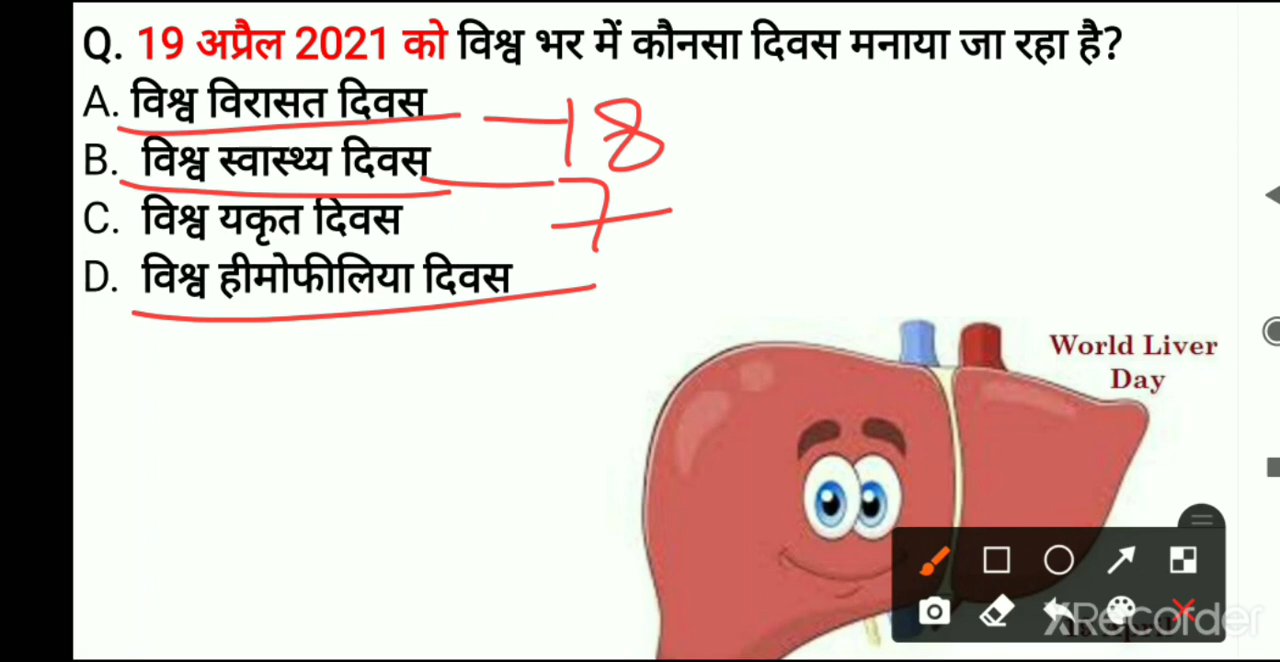 Q. 19 अप्रैल 2021 को विश्व भर में कौनसा दिवस मनाया जा रहा है?
A. विश्व विरासत दिवस —18
B. विश्व स्वास्थ्य दिवस —7
C. विश्व यकृत दिवस
D. विश्व हीमोफीलिया दिवस
World Liver
Day
XRecorder